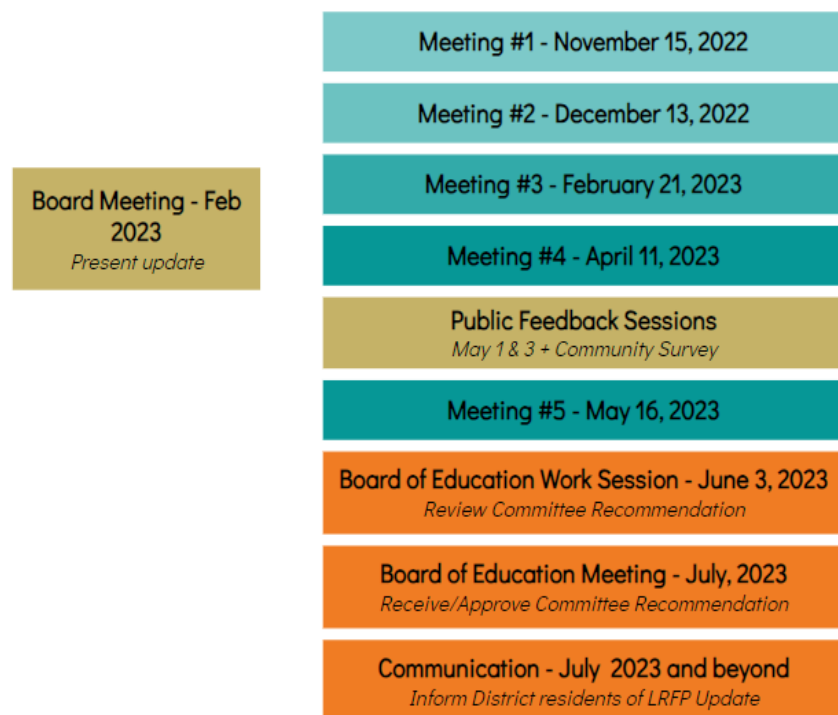 Meeting #1 - November 15, 2022
Meeting #2 - December 13, 2022
Board Meeting - Feb
2023
Present update
Meeting #3 - February 21, 2023
Meeting #4 - April 11, 2023
Public Feedback Sessions
May 1 & 3 + Community Survey
Meeting #5 - May 16, 2023
Board of Education Work Session - June 3, 2023
Review Committee Recommendation
Board of Education Meeting - July, 2023
Receive/Approve Committee Recommendation
Communication - July 2023 and beyond
Inform District residents of LRFP Update